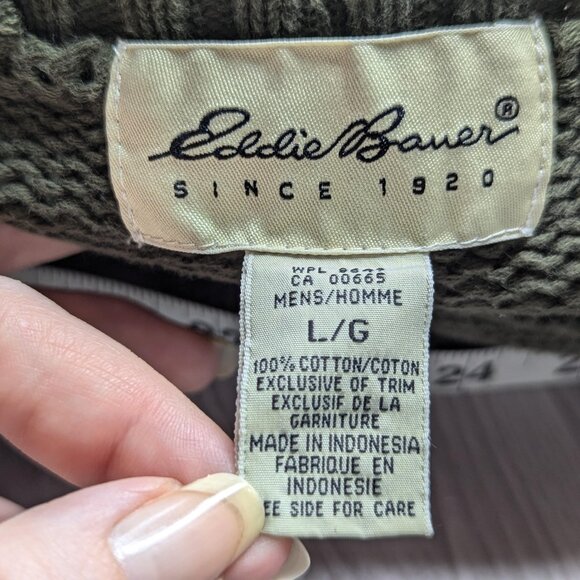 Eddie Bauer®
SINCE 1920
WPL
CA 00665
MENS/HOMME
L/G
100% COTTON/COTON
EXCLUSIVE OF TRIM
EXCLUSIF DE LA
GARNITURE
MADE IN INDONESIA
FABRIQUE EN
INDONESIE
EE SIDE FOR CARE
24